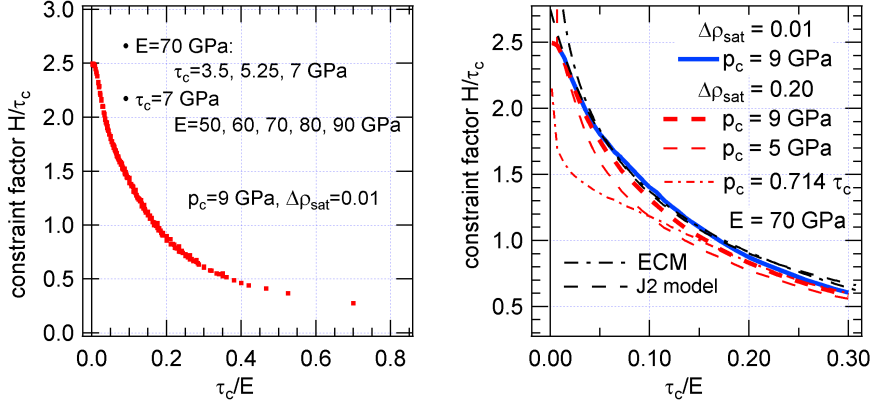 constraint factor H/τc
3.0
2.5
2.0
1.5
1.0
0.5
0.0
• E=70 GPa:
τc=3.5, 5.25, 7 GPa
• τc=7 GPa
E=50, 60, 70, 80, 90 GPa
pc=9 GPa, Δρsat=0.01
0.0 0.2 0.4 0.6 0.8
τc/E
constraint factor H/τc
2.5
2.0
1.5
1.0
0.5
Δρsat = 0.01
pc = 9 GPa
Δρsat = 0.20
pc = 9 GPa
pc = 5 GPa
pc = 0.714 τc
E = 70 GPa
ECM
J2 model
0.00 0.10 0.20 0.30
τc/E